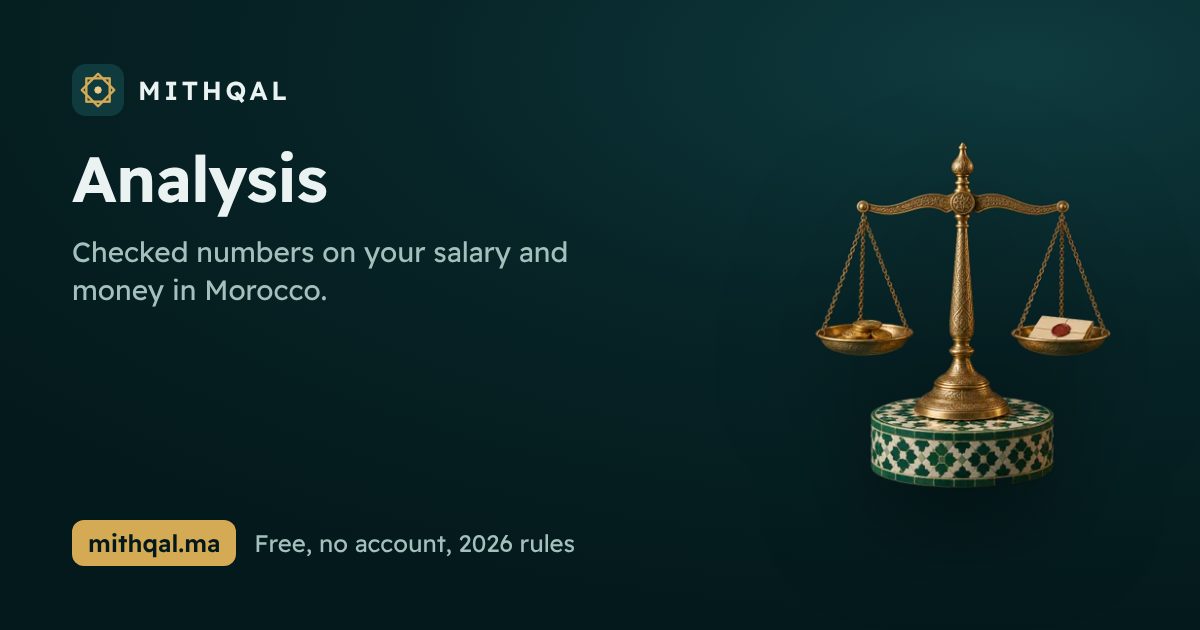 MITHQAL
Analysis
Checked numbers on your salary and
money in Morocco.
mithqal.ma
Free, no account, 2026 rules